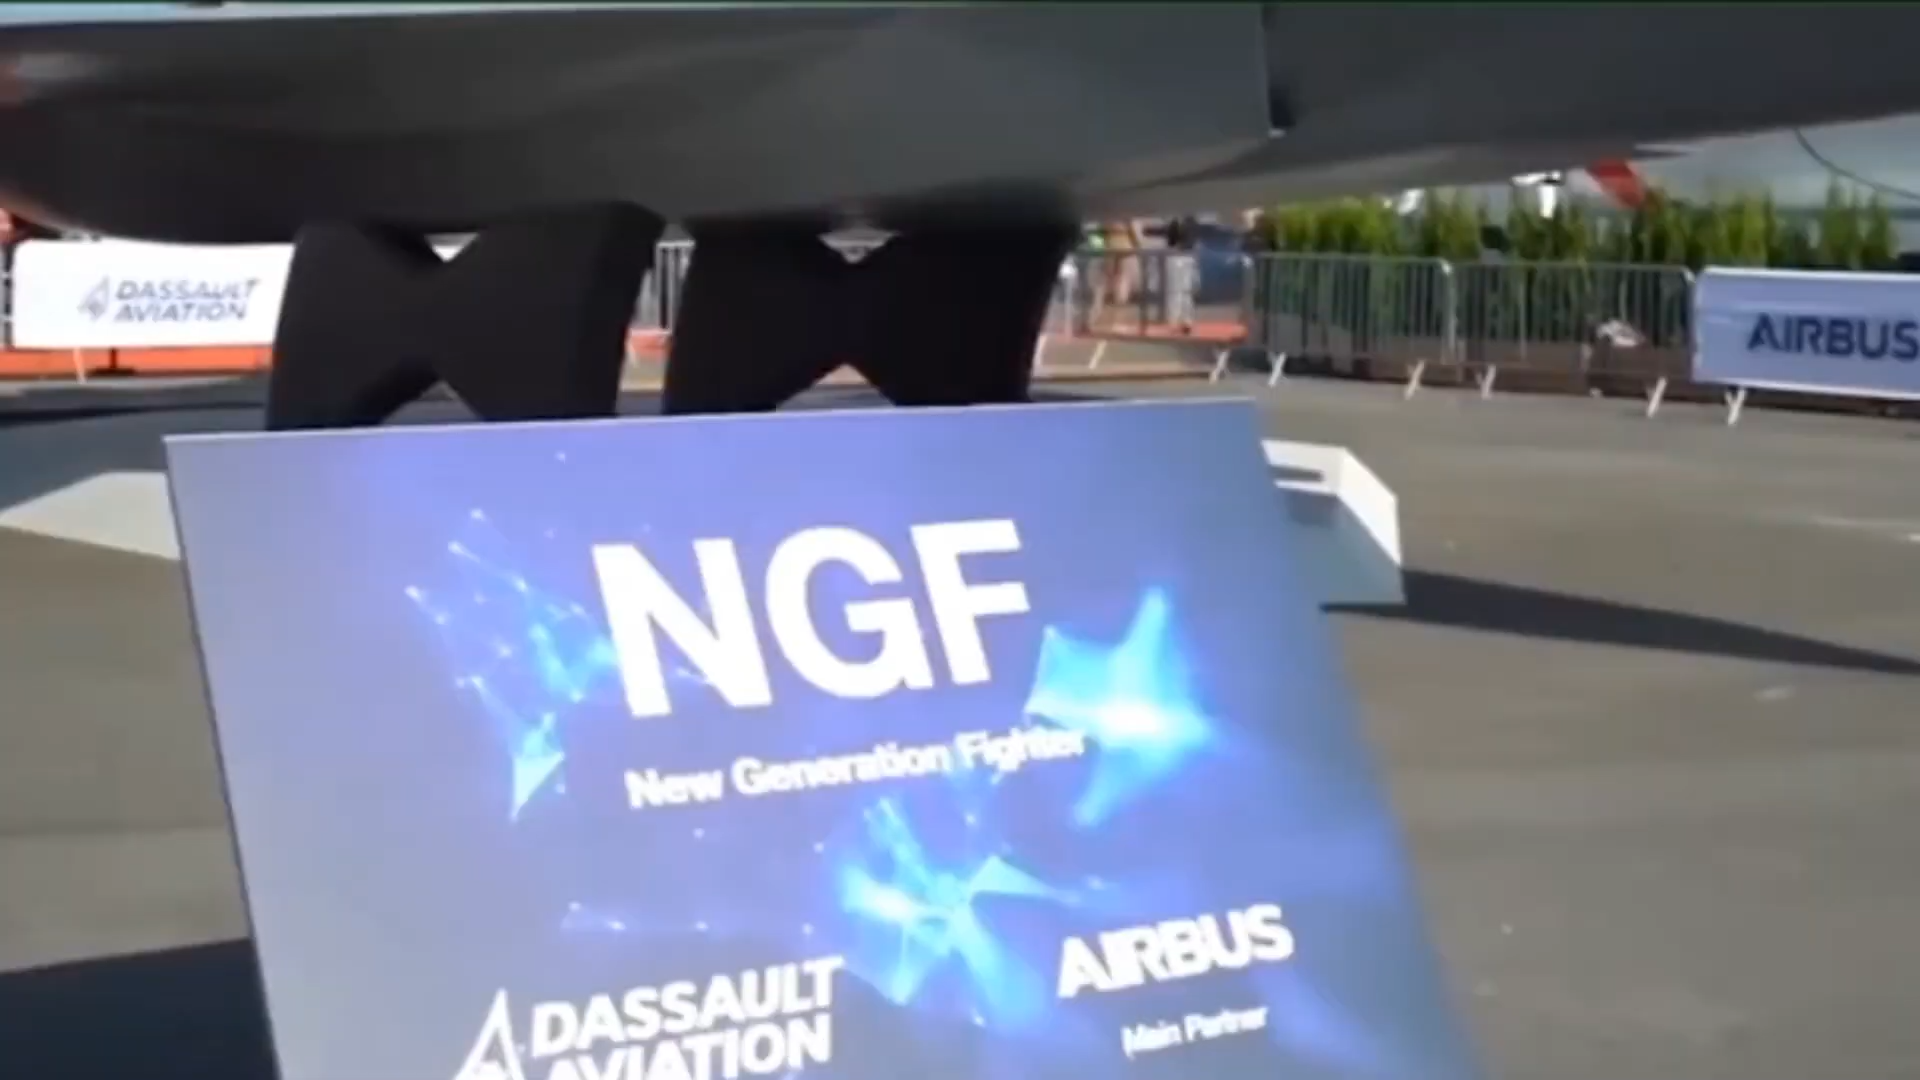 DASSAULT
AVIATION
AIRBUS
NGF
New Generation Fighter
AIRBUS
Main Partner
DASSAULT
AVIATION